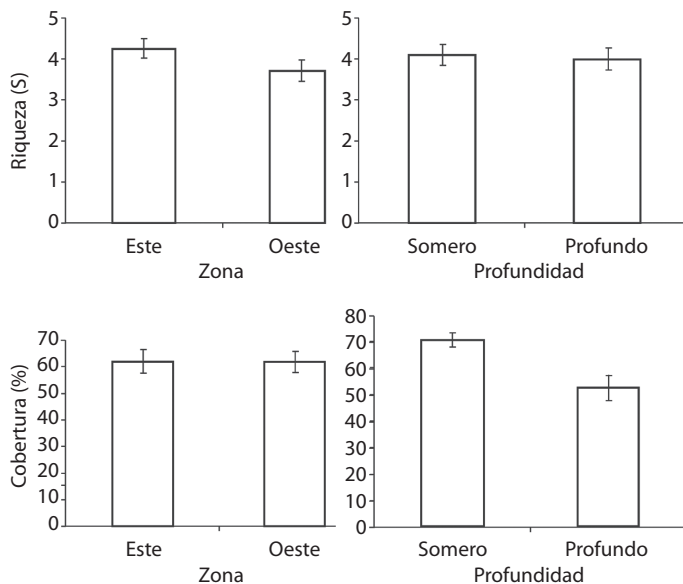 Riqueza (S)
5
4
3
2
1
0
Este
Oeste
Zona
5
4
3
2
1
0
Somero
Profundo
Profundidad
Cobertura (%)
70
60
50
40
30
20
10
0
Este
Oeste
Zona
80
70
60
50
40
30
20
10
0
Somero
Profundo
Profundidad